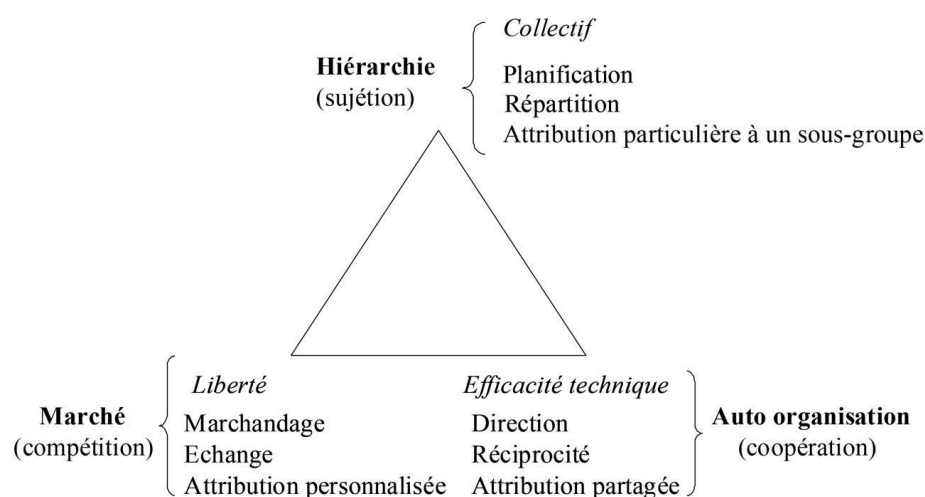 Collectif
Hiérarchie
(sujétion)
Planification
Répartition
Attribution particulière à un sous-groupe
Liberté
Efficacité technique
Marché
(compétition)
Marchandage
Echange
Attribution personnalisée
Direction
Réciprocité
Attribution partagée
Auto organisation
(coopération)